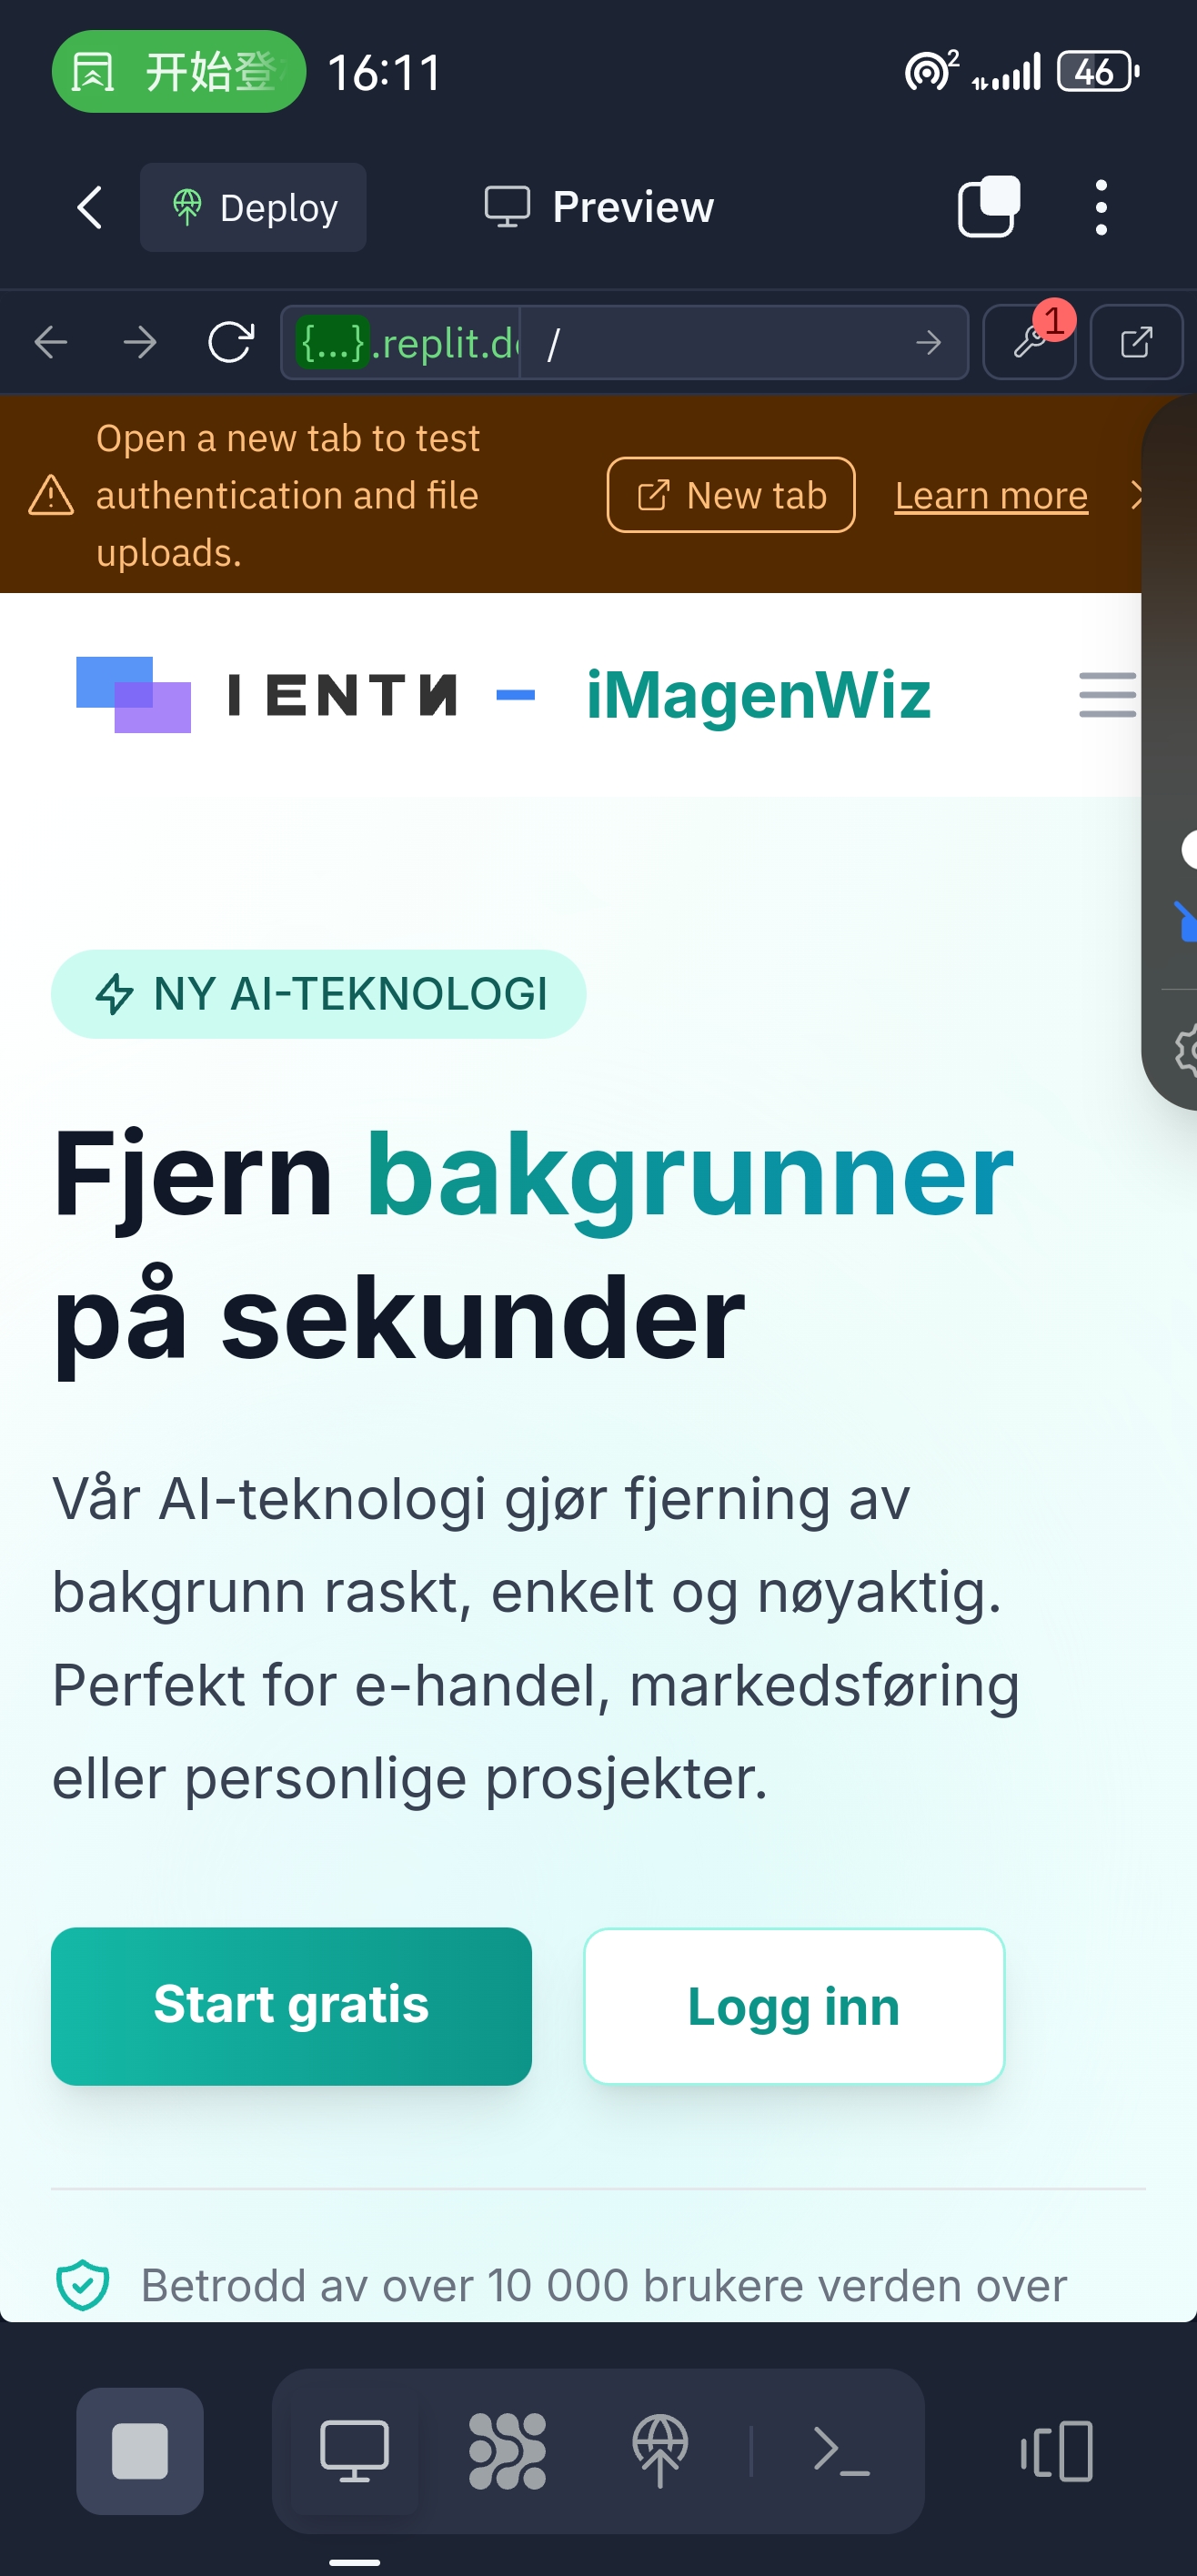 开始登
16:11
2
46
Deploy
Preview
{...}.replit.d
/
1
Open a new tab to test
authentication and file
uploads.
New tab
Learn more
I ENTN
iMagenWiz
NY AI-TEKNOLOGI
Fjern bakgrunner
på sekunder
Vår AI-teknologi gjør fjerning av
bakgrunn raskt, enkelt og nøyaktig.
Perfekt for e-handel, markedsføring
eller personlige prosjekter.
Start gratis
Logg inn
Betrodd av over 10 000 brukere verden over